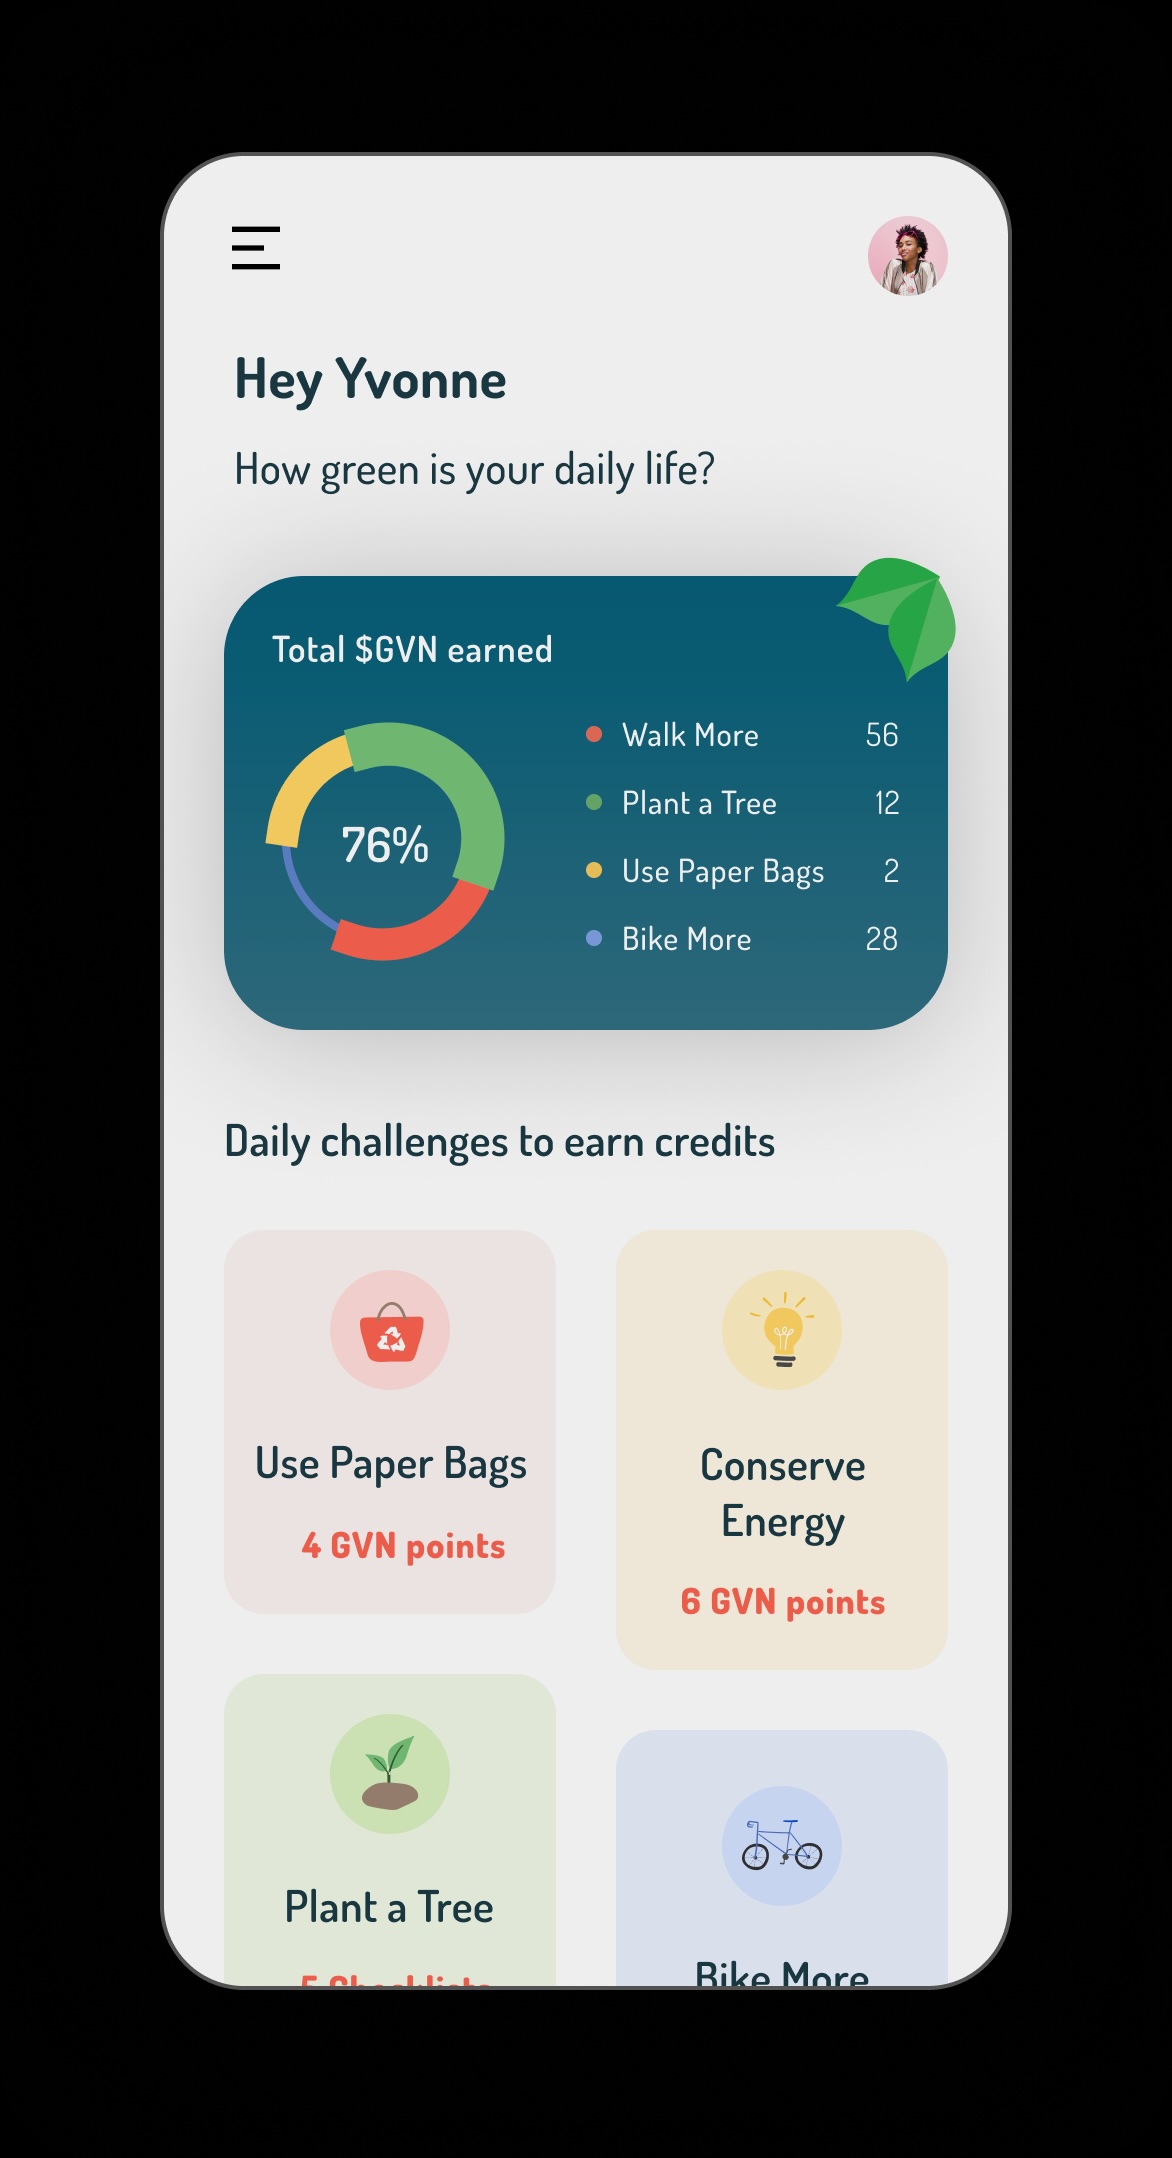 Hey Yvonne
How green is your daily life?
Total $GVN earned
76%
Walk More 56
Plant a Tree 12
Use Paper Bags 2
Bike More 28
Daily challenges to earn credits
Use Paper Bags
4 GVN points
Conserve
Energy
6 GVN points
Plant a Tree
5 Checklists
Bike More